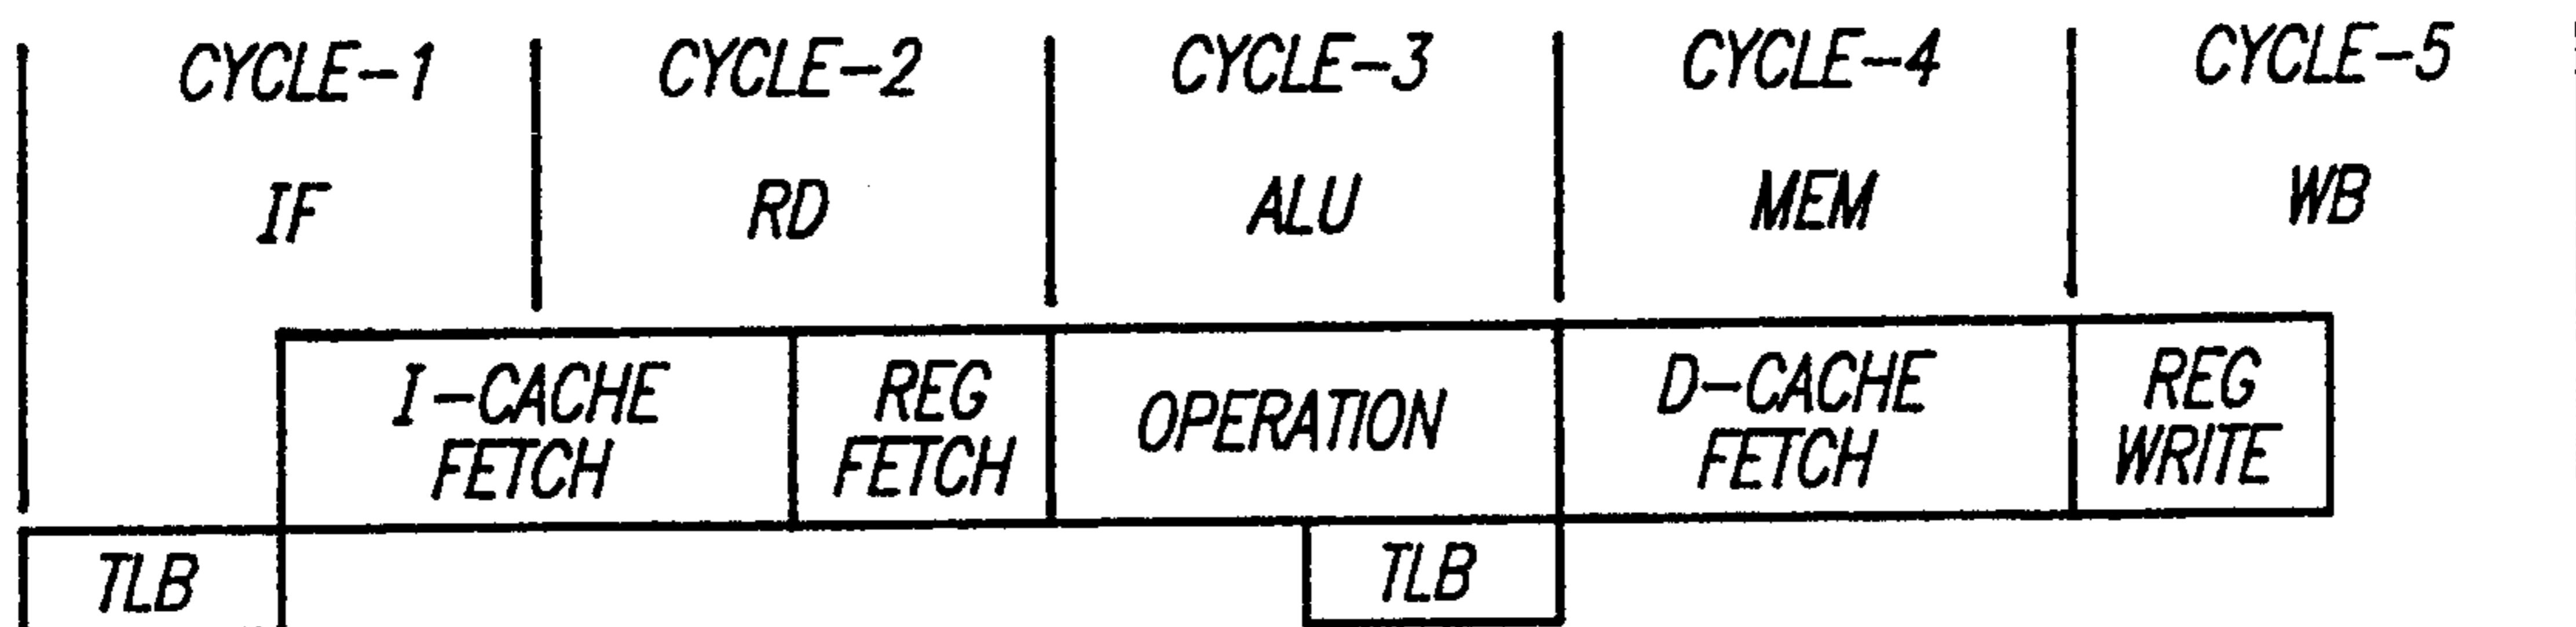 CYCLE-1 CYCLE-2 CYCLE-3 CYCLE-4 CYCLE-5
IF RD ALU MEM WB
I-CACHE FETCH
REG FETCH
OPERATION
D-CACHE FETCH
REG WRITE
TLB TLB